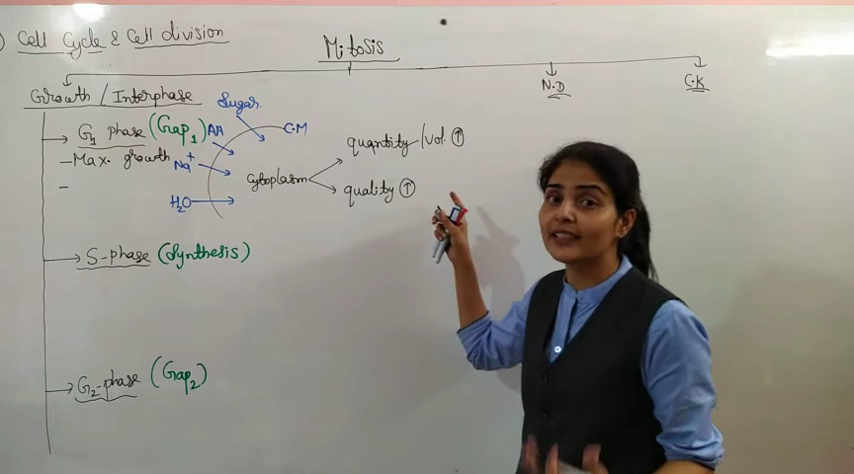 Cell Cycle & Cell division
Mitosis
Growth / Interphase
N.D
C.K
Sugar
G1 phase (Gap1)
AA
C.M
quantity/Vol. ↑
- Max. growth
Na+
Cytoplasm
quality ↑
H2O
S-phase (Synthesis)
G2-phase (Gap2)